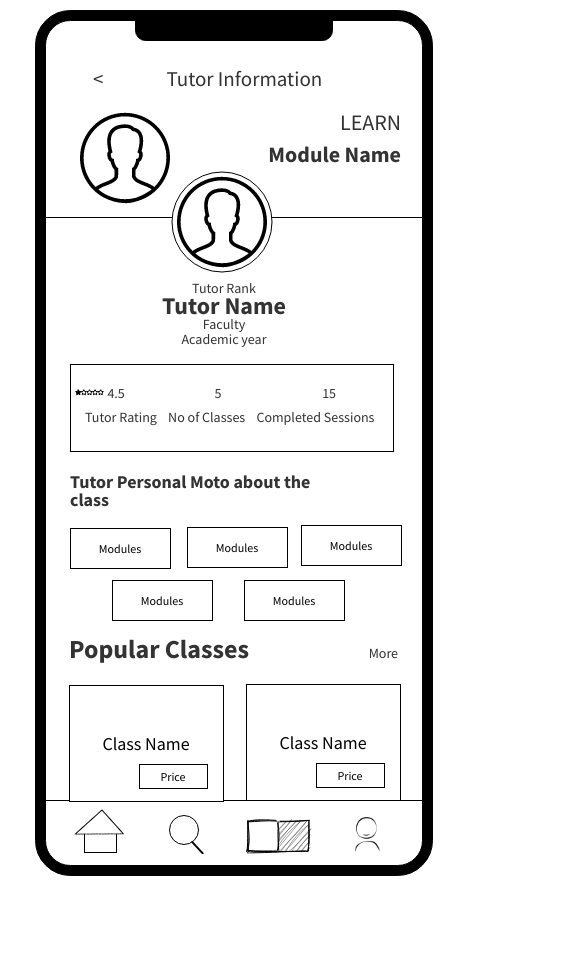 < Tutor Information
LEARN
Module Name
Tutor Rank
Tutor Name
Faculty
Academic year
4.5 5 15
Tutor Rating No of Classes Completed Sessions
Tutor Personal Moto about the
class
Modules Modules Modules
Modules Modules
Popular Classes More
Class Name Class Name
Price Price